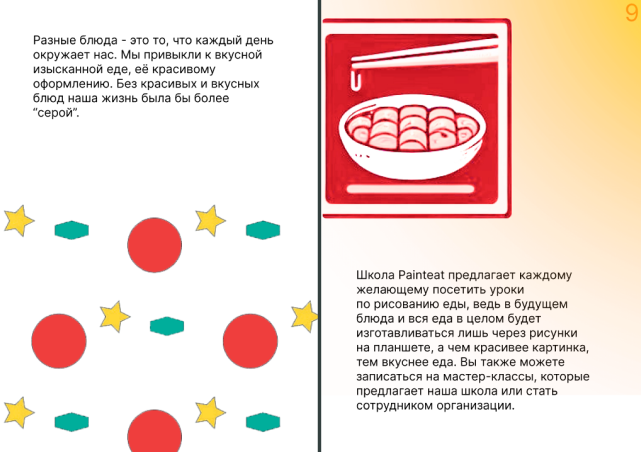 Разные блюда - это то, что каждый день
окружает нас. Мы привыкли к вкусной
изысканной еде, её красивому
оформлению. Без красивых и вкусных
блюд наша жизнь была бы более
“серой”.
9
Школа Painteat предлагает каждому
желающему посетить уроки
по рисованию еды, ведь в будущем
блюда и вся еда в целом будет
изготавливаться лишь через рисунки
на планшете, а чем красивее картинка,
тем вкуснее еда. Вы также можете
записаться на мастер-классы, которые
предлагает наша школа или стать
сотрудником организации.